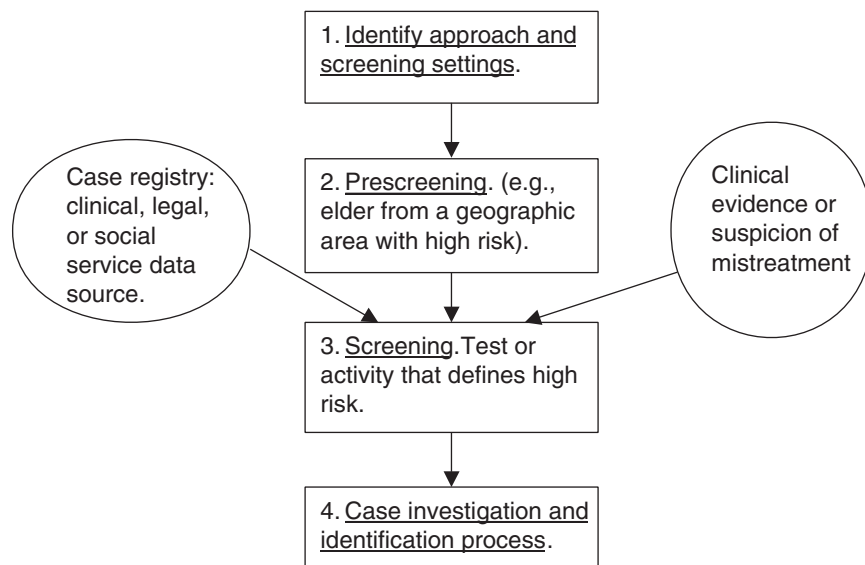 1. Identify approach and
screening settings.
2. Prescreening. (e.g.,
elder from a geographic
area with high risk).
Case registry:
clinical, legal,
or social
service data
source.
Clinical
evidence or
suspicion of
mistreatment
3. Screening.Test or
activity that defines high
risk.
4. Case investigation and
identification process.